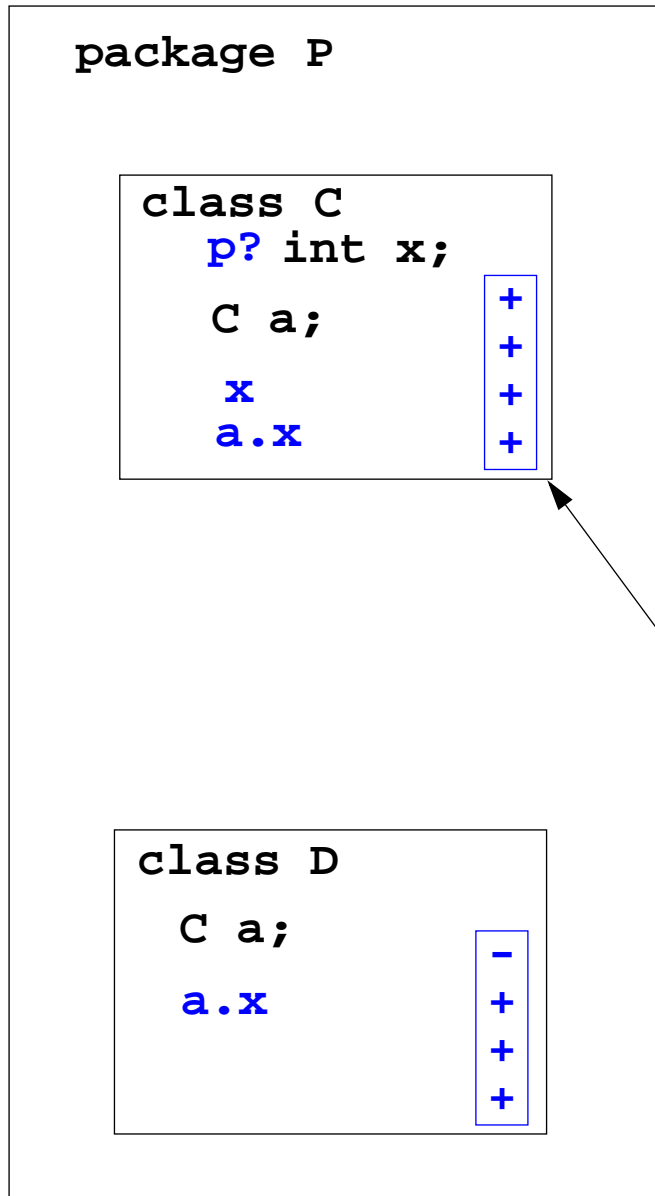 package P
class C
p? int x;
+
C a;
+
x +
a.x +
class D
C a;
-
a.x +
+
+